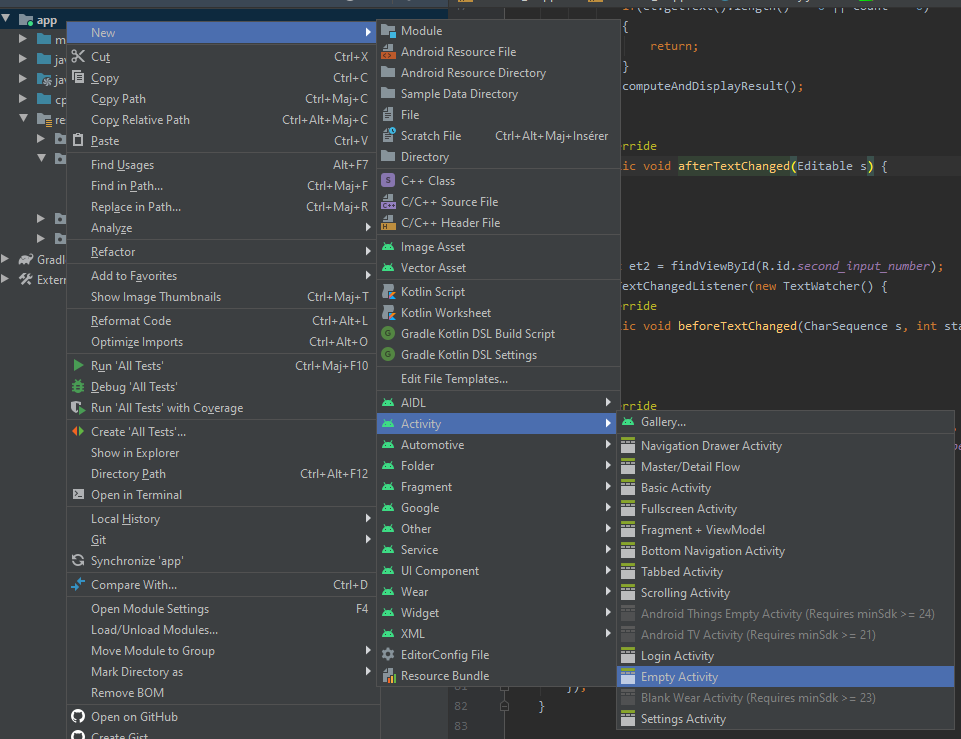 app
New
Cut Ctrl+X
Copy Ctrl+C
Copy Path Ctrl+Maj+C
Copy Relative Path Ctrl+Alt+Maj+C
Paste Ctrl+V
Find Usages Alt+F7
Find in Path... Ctrl+Maj+F
Replace in Path... Ctrl+Maj+R
Analyze
Refactor
Add to Favorites
Show Image Thumbnails Ctrl+Maj+T
Reformat Code Ctrl+Alt+L
Optimize Imports Ctrl+Alt+O
Run 'All Tests' Ctrl+Maj+F10
Debug 'All Tests'
Run 'All Tests' with Coverage
Create 'All Tests'...
Show in Explorer
Directory Path Ctrl+Alt+F12
Open in Terminal
Local History
Git
Synchronize 'app'
Compare With... Ctrl+D
Open Module Settings F4
Load/Unload Modules...
Move Module to Group
Mark Directory as
Remove BOM
Open on GitHub
Create Gist...
Module
Android Resource File
Android Resource Directory
Sample Data Directory
File
Scratch File Ctrl+Alt+Maj+Insérer
Directory
C++ Class
C/C++ Source File
C/C++ Header File
Image Asset
Vector Asset
Kotlin Script
Kotlin Worksheet
Gradle Kotlin DSL Build Script
Gradle Kotlin DSL Settings
Edit File Templates...
AIDL
Activity
Automotive
Folder
Fragment
Google
Other
Service
UI Component
Wear
Widget
XML
EditorConfig File
Resource Bundle
Gallery...
Navigation Drawer Activity
Master/Detail Flow
Basic Activity
Fullscreen Activity
Fragment + ViewModel
Bottom Navigation Activity
Tabbed Activity
Scrolling Activity
Android Things Empty Activity (Requires minSdk >= 24)
Android TV Activity (Requires minSdk >= 21)
Login Activity
Empty Activity
Blank Wear Activity (Requires minSdk >= 23)
Settings Activity
{
return;
}
computeAndDisplayResult();
rride
ic void afterTextChanged(Editable s) {
et2 = findViewById(R.id.second_input_number);
extChangedListener(new TextWatcher() {
rride
ic void beforeTextChanged(CharSequence s, int sta
rride
});
82 }
83